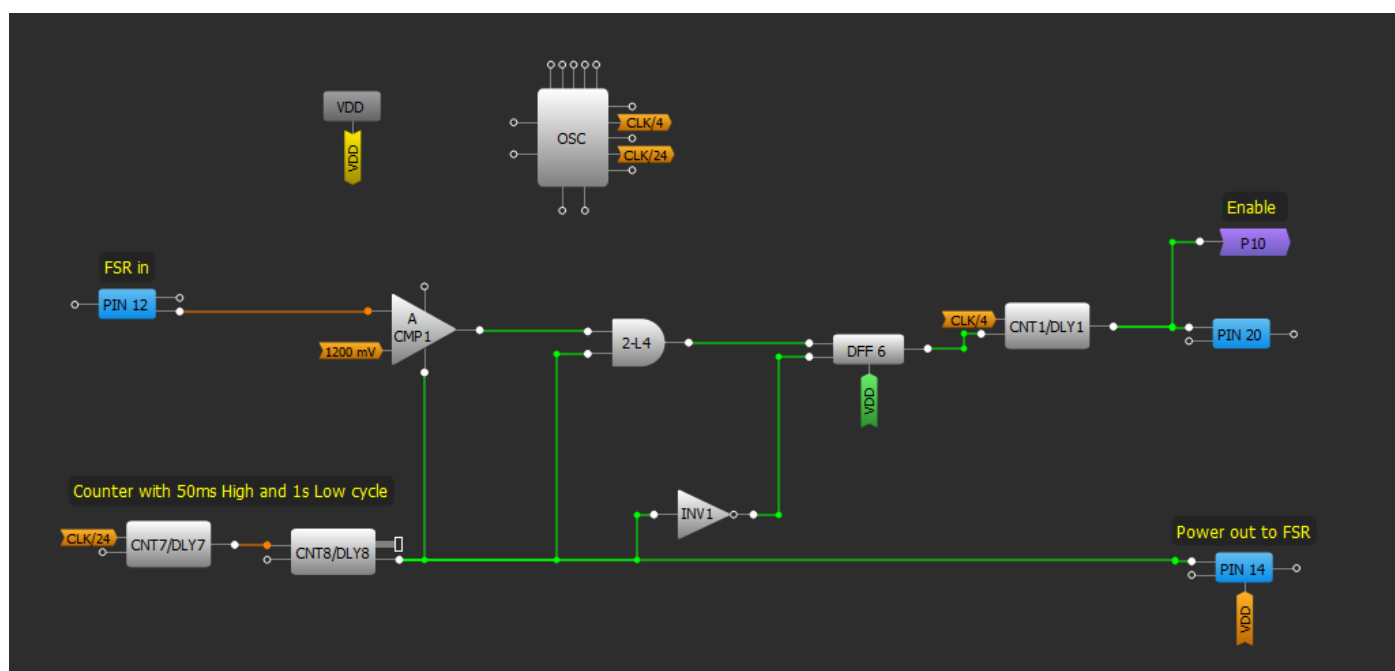 VDD
VDD
OSC
CLK/4
CLK/24
Enable
P10
FSR in
PIN 12
A
CMP1
1200 mV
2-L4
DFF 6
VDD
CLK/4
CNT1/DLY1
PIN 20
Counter with 50ms High and 1s Low cycle
CLK/24
CNT7/DLY7
CNT8/DLY8
INV1
Power out to FSR
PIN 14
VDD